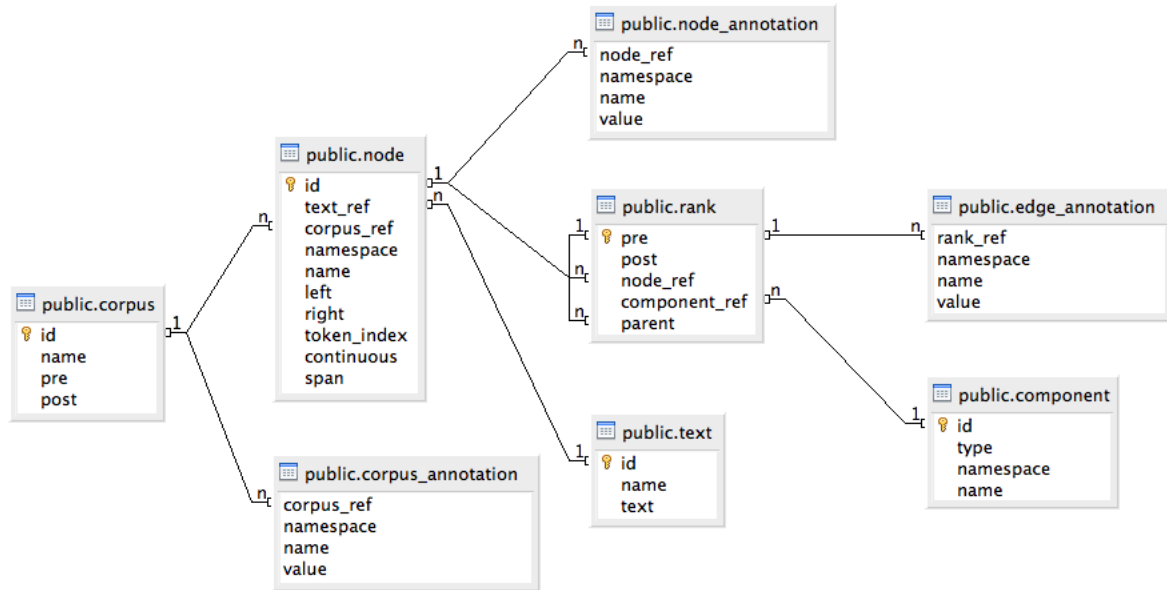 public.corpus
id
name
pre
post
public.node
id
text_ref
corpus_ref
namespace
name
left
right
token_index
continuous
span
public.corpus_annotation
corpus_ref
namespace
name
value
public.node_annotation
node_ref
namespace
name
value
public.rank
pre
post
node_ref
component_ref
parent
public.text
id
name
text
public.edge_annotation
rank_ref
namespace
name
value
public.component
id
type
namespace
name
1
n
n
1
n
n
1
n
n
1
n
1
n
n
1